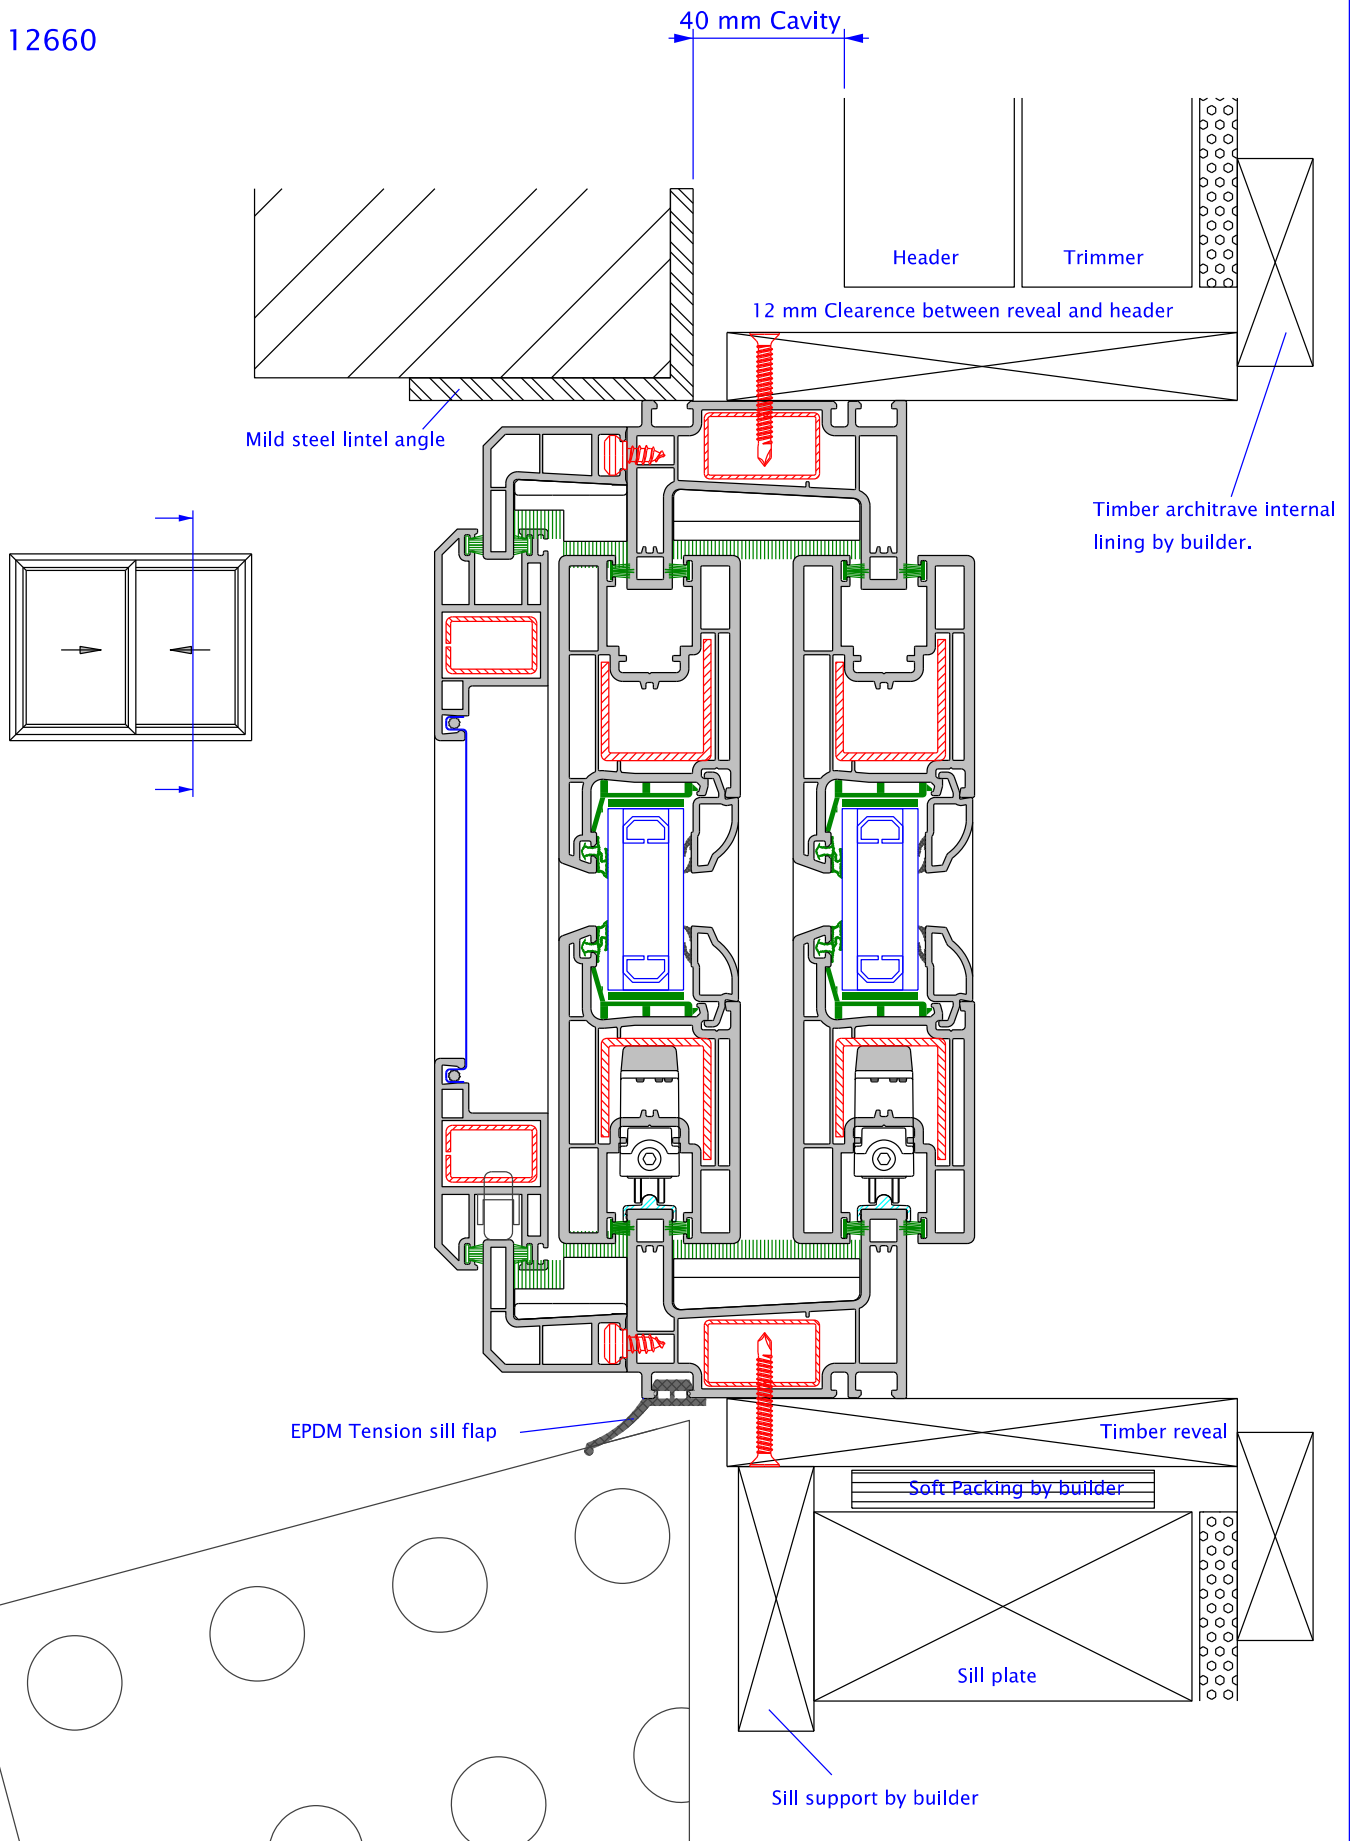 40 mm Cavity
12660
Header
Trimmer
12 mm Clearence between reveal and header
Mild steel lintel angle
Timber architrave internal
lining by builder.
EPDM Tension sill flap
Timber reveal
Soft Packing by builder
Sill plate
Sill support by builder